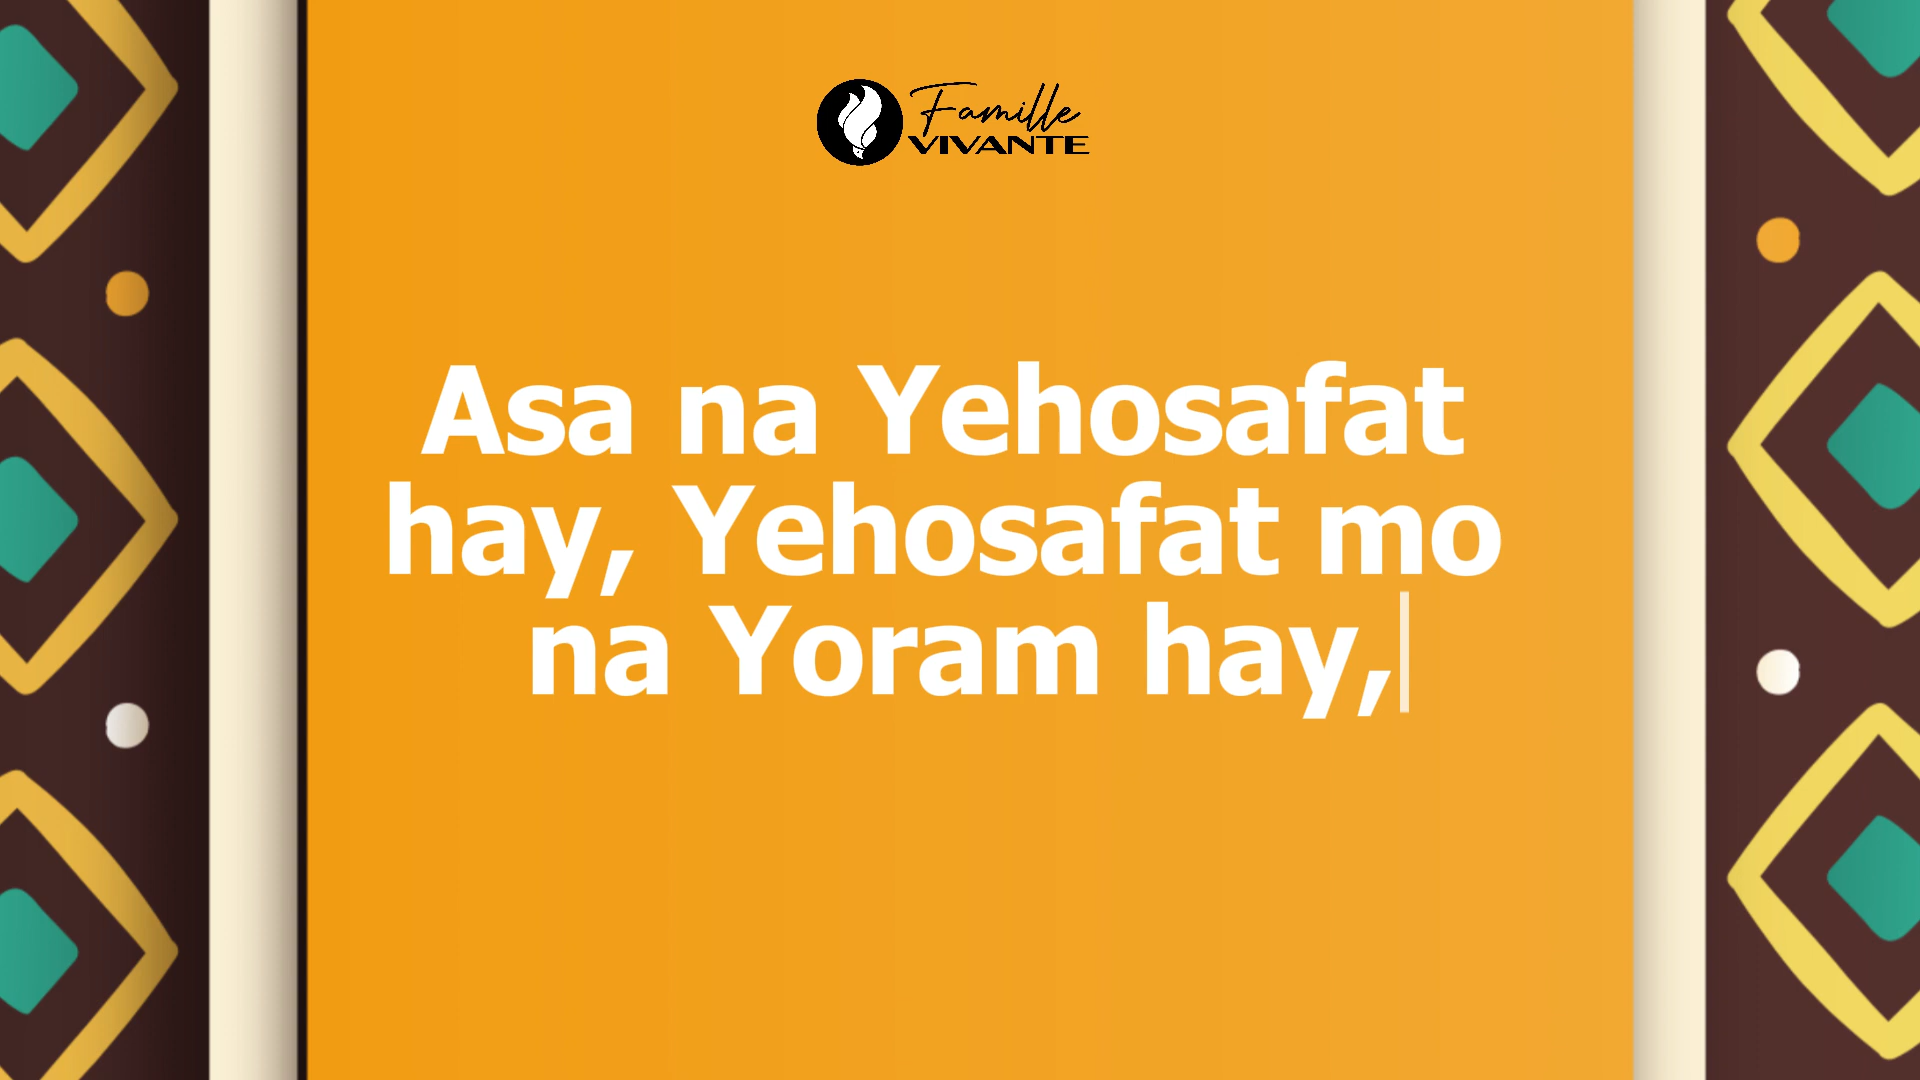 Famille
VIVANTE
Asa na Yehosafat
hay, Yehosafat mo
na Yoram hay,